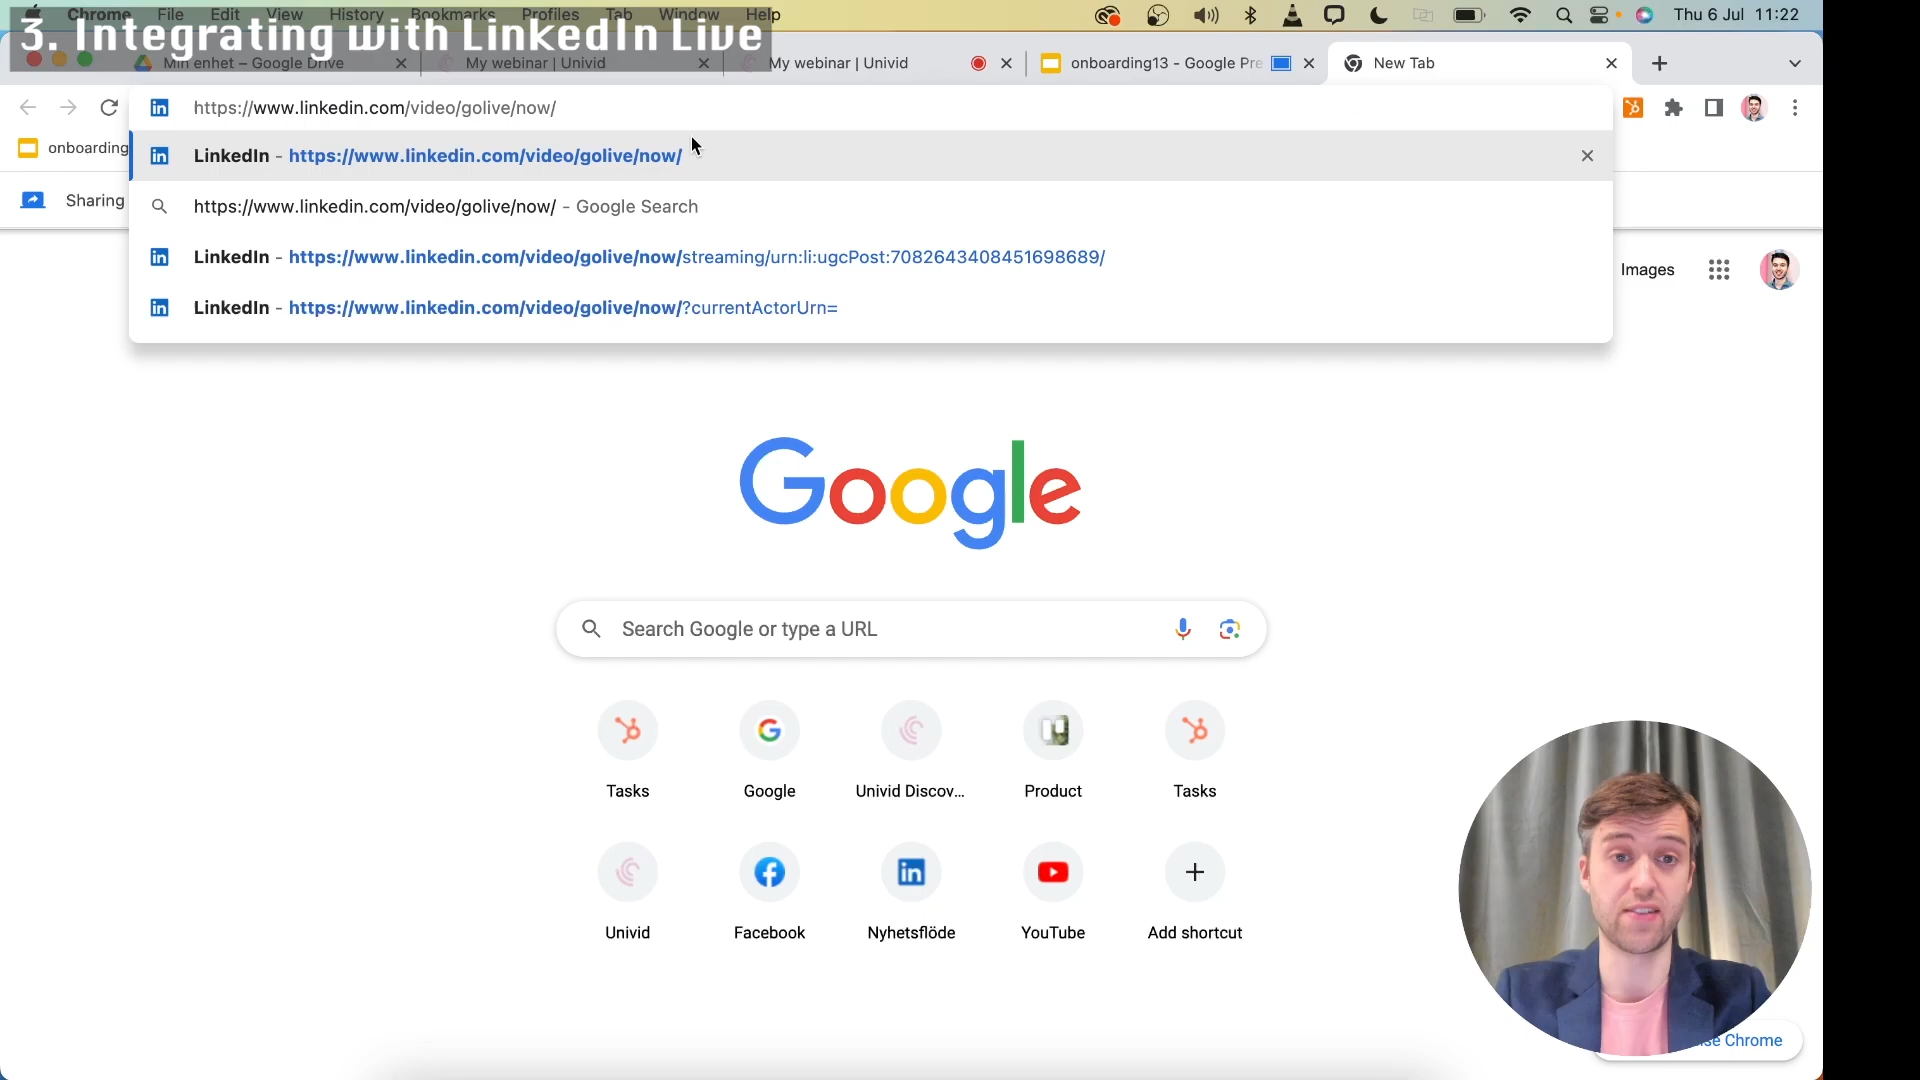 Chrome File Edit View History Bookmarks Profiles Tab Window Help Thu 6 Jul 11:22
3. Integrating with LinkedIn Live
Min enhet – Google Drive My webinar | Univid My webinar | Univid onboarding13 - Google Pre New Tab
https://www.linkedin.com/video/golive/now/
onboarding
LinkedIn - https://www.linkedin.com/video/golive/now/
Sharing
https://www.linkedin.com/video/golive/now/ - Google Search
LinkedIn - https://www.linkedin.com/video/golive/now/streaming/urn:li:ugcPost:7082643408451698689/
Images
LinkedIn - https://www.linkedin.com/video/golive/now/?currentActorUrn=
Google
Search Google or type a URL
Tasks Google Univid Discov... Product Tasks
Univid Facebook Nyhetsflöde YouTube Add shortcut
Chrome